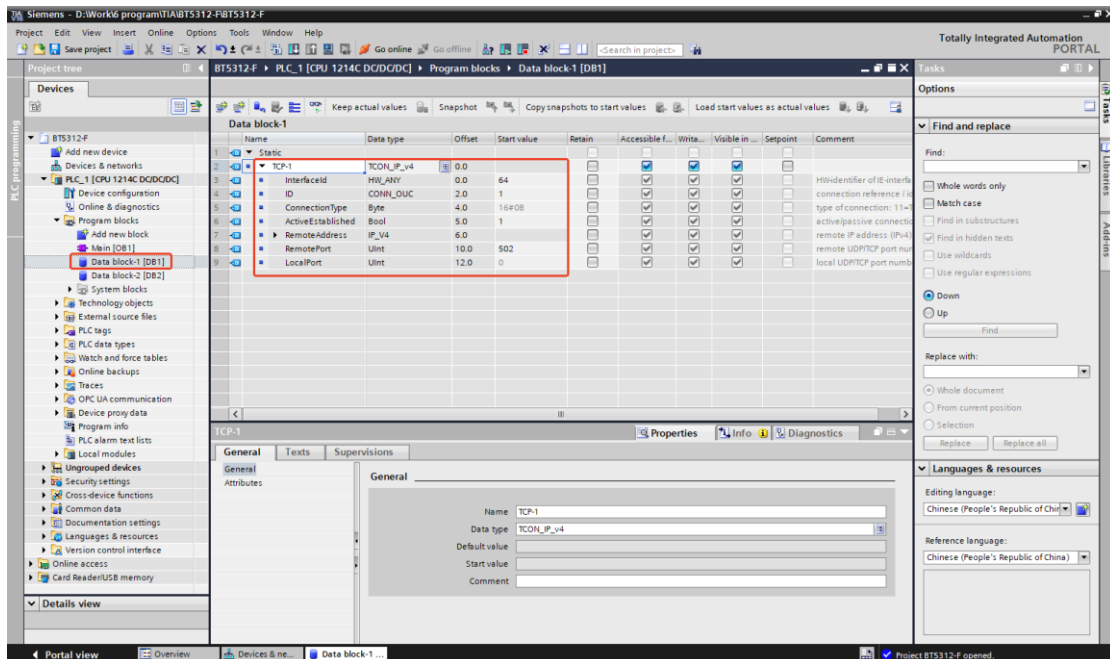 Siemens - D:\Work\6 program\TIA\BT5312-F\BT5312-F
Project Edit View Insert Online Options Tools Window Help
Totally Integrated Automation
PORTAL
Save project Go online Go offline <Search in project>
Project tree
BT5312-F PLC_1 [CPU 1214C DC/DC/DC] Program blocks Data block-1 [DB1]
Tasks
Devices
Options
Keep actual values Snapshot Copy snapshots to start values Load start values as actual values
Data block-1
Name Data type Offset Start value Retain Accessible f... Writa... Visible in ... Setpoint Comment
1 Static
2 TCP-1 TCON_IP_v4 0.0
3 InterfaceId HW_ANY 0.0 64 HW-identifier of IE-interfa
4 ID CONN_OUC 2.0 1 connection reference / id
5 ConnectionType Byte 4.0 16#0B type of connection: 11=T
6 ActiveEstablished Bool 5.0 1 active/passive connectio
7 RemoteAddress IP_V4 6.0 remote IP address (IPv4)
8 RemotePort UInt 10.0 502 remote UDP/TCP port nur
9 LocalPort UInt 12.0 0 local UDP/TCP port numb
BT5312-F
Add new device
Devices & networks
PLC_1 [CPU 1214C DC/DC/DC]
Device configuration
Online & diagnostics
Program blocks
Add new block
Main [OB1]
Data block-1 [DB1]
Data block-2 [DB2]
System blocks
Technology objects
External source files
PLC tags
PLC data types
Watch and force tables
Online backups
Traces
OPC UA communication
Device proxy data
Program info
PLC alarm text lists
Local modules
Ungrouped devices
Security settings
Cross-device functions
Common data
Documentation settings
Languages & resources
Version control interface
Online access
Card Reader/USB memory
Details view
PLC programming
TCP-1
Properties Info Diagnostics
General Texts Supervisions
General
Attributes
General
Name TCP-1
Data type TCON_IP_v4
Default value
Start value
Comment
Find and replace
Find:
Whole words only
Match case
Find in substructures
Find in hidden texts
Use wildcards
Use regular expressions
Down
Up
Find
Replace with:
Whole document
From current position
Selection
Replace Replace all
Languages & resources
Editing language:
Chinese (People's Republic of Chin
Reference language:
Chinese (People's Republic of China)
Tasks
Libraries
Add-ins
Portal view Overview Devices & ne... Data block-1 ... Project BT5312-F opened.